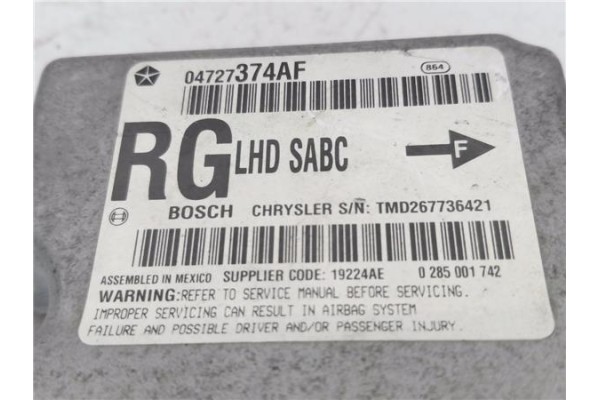 04727374AF 864
RG LHD SABC F
BOSCH CHRYSLER S/N: TMD267736421
ASSEMBLED IN MEXICO SUPPLIER CODE: 19224AE 0 285 001 742
WARNING:REFER TO SERVICE MANUAL BEFORE SERVICING.
IMPROPER SERVICING CAN RESULT IN AIRBAG SYSTEM
FAILURE AND POSSIBLE DRIVER AND/OR PASSENGER INJURY.